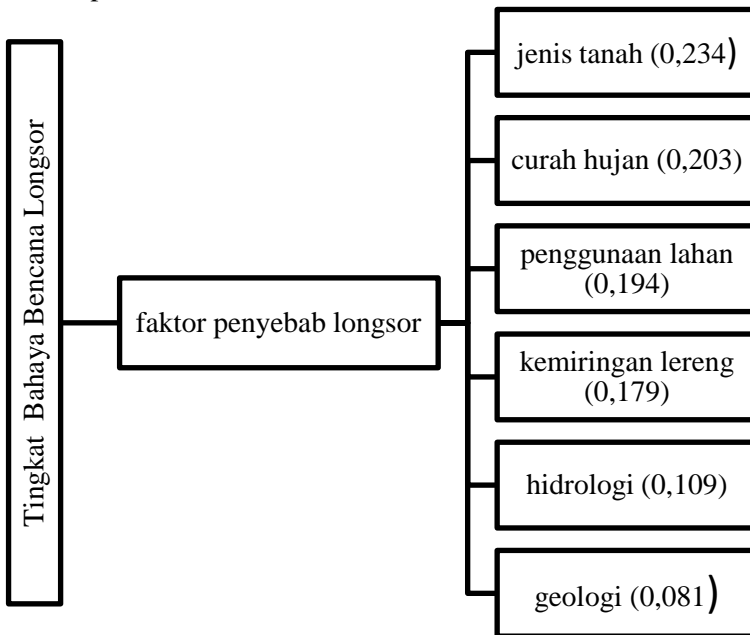 Tingkat Bahaya Bencana Longsor
faktor penyebab longsor
jenis tanah (0,234)
curah hujan (0,203)
penggunaan lahan
(0,194)
kemiringan lereng
(0,179)
hidrologi (0,109)
geologi (0,081)